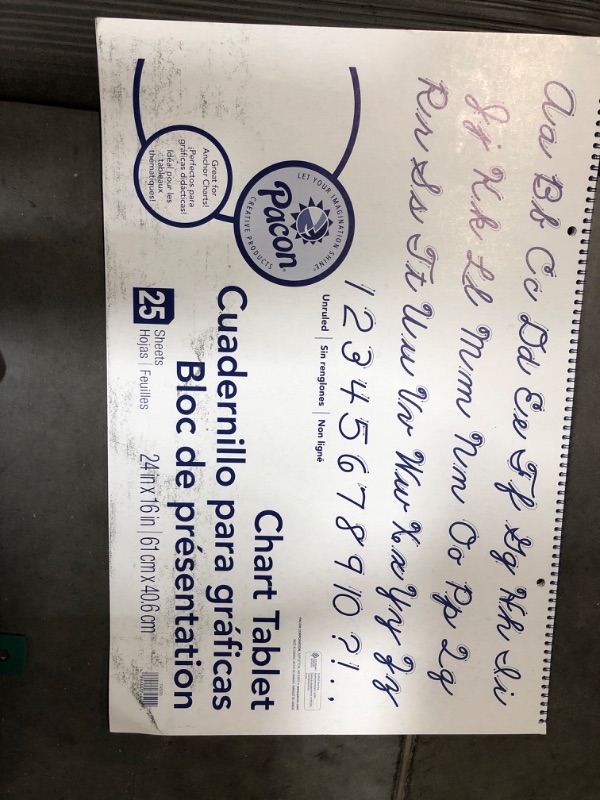 Aa Bb Cc Dd Ee Ff Gg Hh Ii
Jj Kk Ll Mm Nn Oo Pp Qq
Rr Ss Tt Uu Vv Ww Xx Yy Zz
1 2 3 4 5 6 7 8 9 10 ? ! . ,
Unruled | Sin renglones | Non ligné
LET YOUR IMAGINATION SHINE
Pacon
CREATIVE PRODUCTS
Great for
Anchor Charts!
¡Perfectos para
gráficas didácticas!
Idéal pour les
tableaux
thématiques!
Chart Tablet
Cuadernillo para gráficas
Bloc de présentation
25 Sheets
Hojas | Feuilles
24 in x 16 in | 61 cm x 40.6 cm